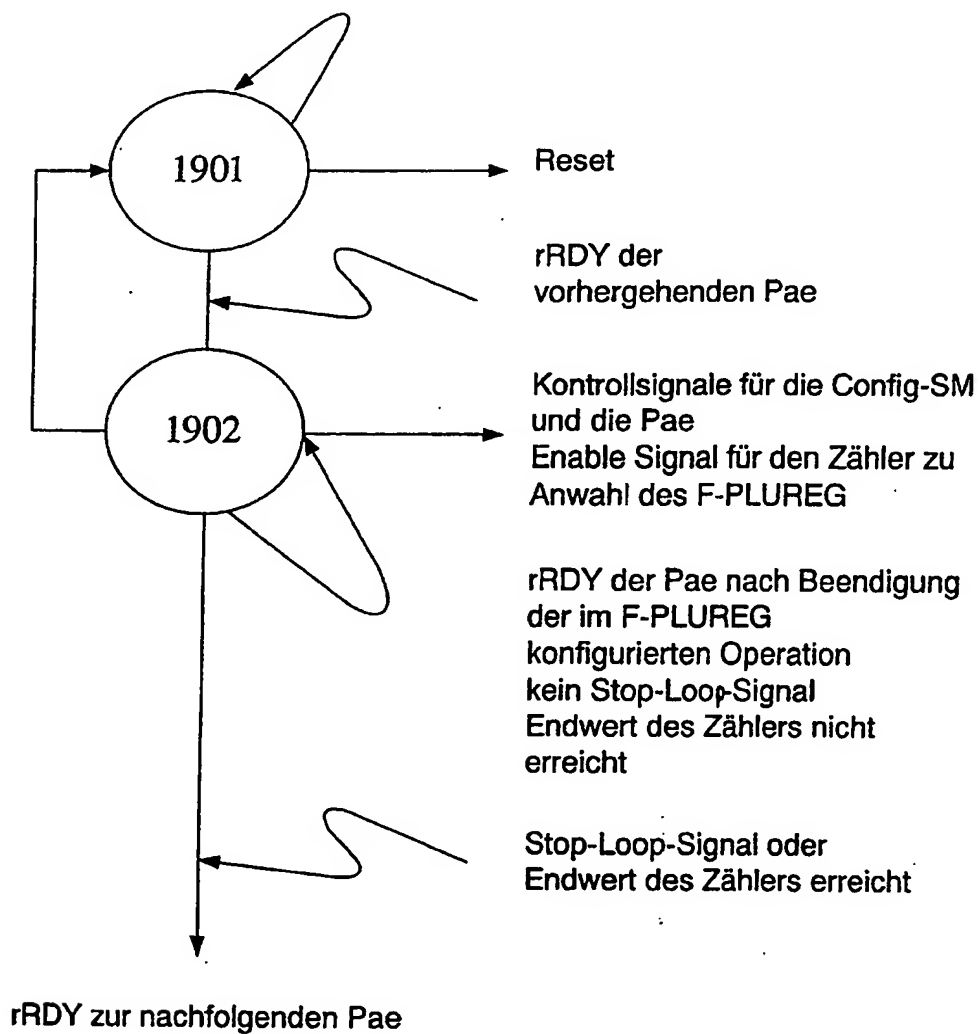 1901
Reset
rRDY der
vorhergehenden Pae
1902
Kontrollsignale für die Config-SM
und die Pae
Enable Signal für den Zähler zu
Anwahl des F-PLUREG
rRDY der Pae nach Beendigung
der im F-PLUREG
konfigurierten Operation
kein Stop-Loop-Signal
Endwert des Zählers nicht
erreicht
Stop-Loop-Signal oder
Endwert des Zählers erreicht
rRDY zur nachfolgenden Pae